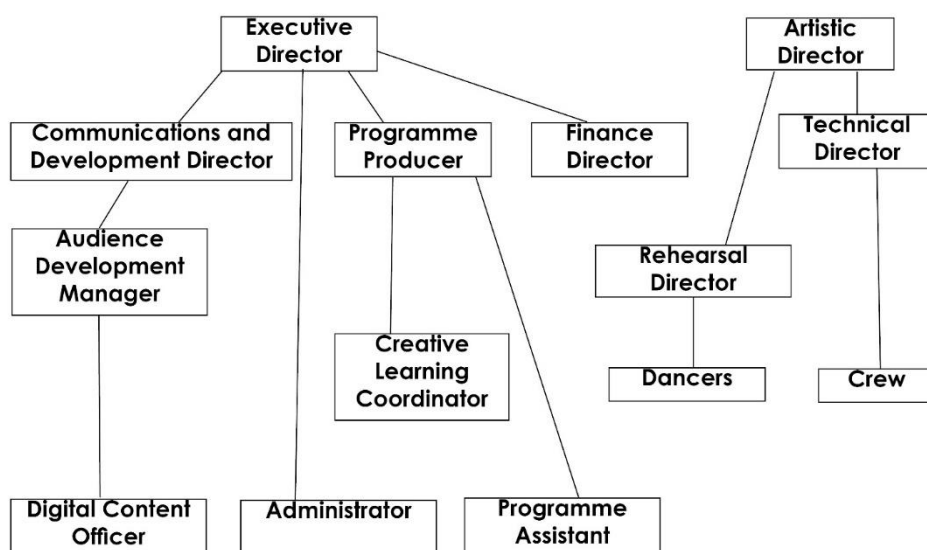 Executive
Director
Artistic
Director
Communications and
Development Director
Programme
Producer
Finance
Director
Technical
Director
Audience
Development
Manager
Rehearsal
Director
Creative
Learning
Coordinator
Dancers
Crew
Digital Content
Officer
Administrator
Programme
Assistant